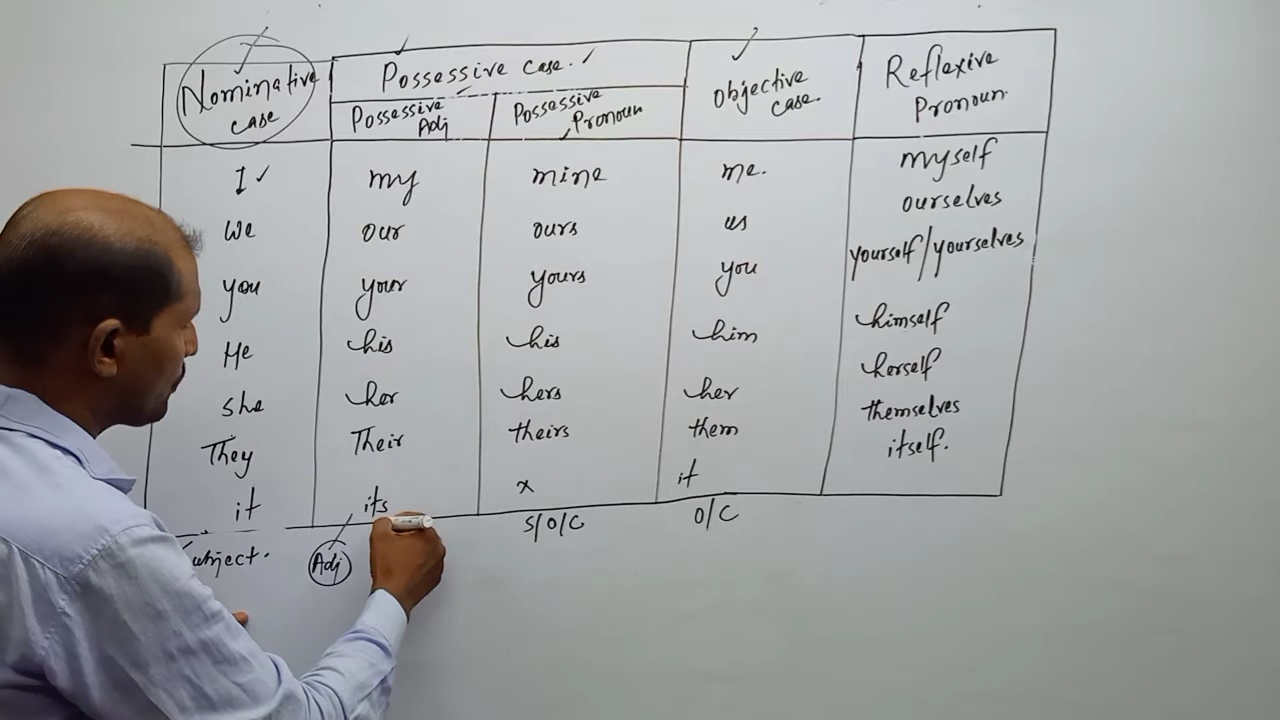 Nominative case
Possessive case.
Possessive Adj
Possessive Pronoun
Objective case.
Reflexive Pronoun.
I my mine me. myself
We our ours us ourselves
you your yours you yourself/yourselves
He his his him himself
she her hers her herself
They Their theirs them themselves
it its x it itself.
ubject. Adj S/O/C O/C